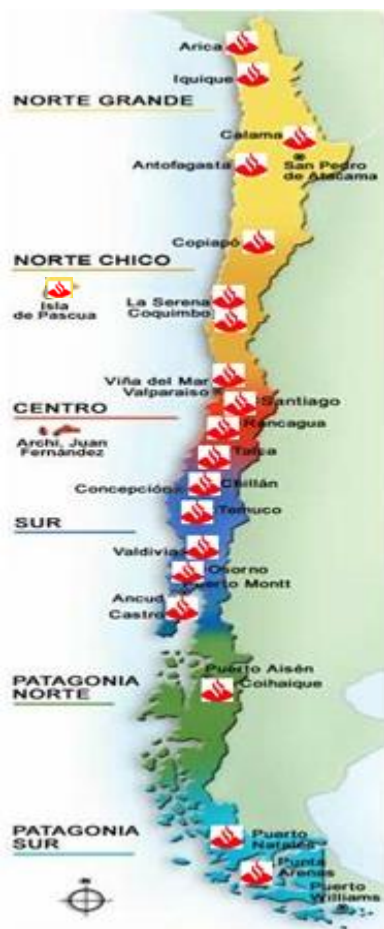 Arica
Iquique
NORTE GRANDE
Calama
Antofagasta
San Pedro
de Atacama
Copiapó
NORTE CHICO
Isla
de Pascua
La Serena
Coquimbo
Viña del Mar
Valparaiso
Santiago
CENTRO
Rancagua
Archi. Juan
Fernández
Talca
Chillán
Concepción
Temuco
SUR
Valdivia
Osorno
Puerto Montt
Ancud
Castro
Puerto Aisén
Coihaique
PATAGONIA
NORTE
PATAGONIA
SUR
Puerto
Natales
Punta
Arenas
Puerto
Williams